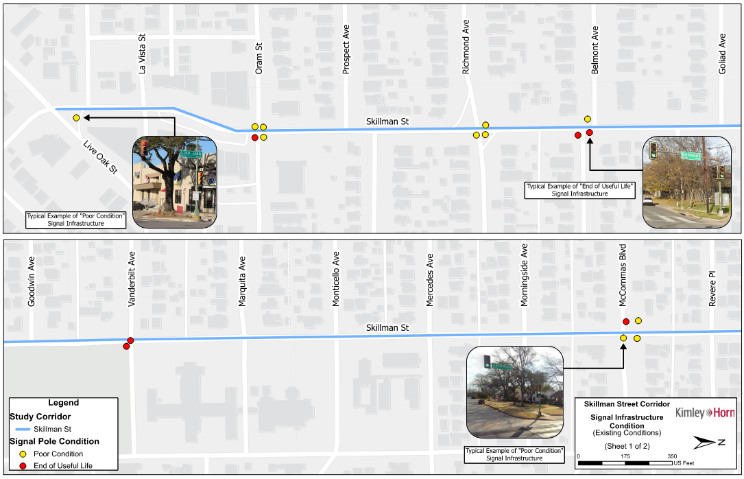 La Vista St
Oram St
Prospect Ave
Richmond Ave
Belmont Ave
Goliad Ave
Skillman St
Live Oak St
Typical Example of "Poor Condition"
Signal Infrastructure
Typical Example of "End of Useful Life"
Signal Infrastructure
Goodwin Ave
Vanderbilt Ave
Marquita Ave
Monticello Ave
Mercedes Ave
Morningside Ave
McCommas Blvd
Revere Pl
Skillman St
Legend
Study Corridor
Skillman St
Signal Pole Condition
Poor Condition
End of Useful Life
Typical Example of "Poor Condition"
Signal Infrastructure
Skillman Street Corridor
Signal Infrastructure
Condition
(Existing Conditions)
(Sheet 1 of 2)
Kimley»Horn
N
0 175 350
US Feet